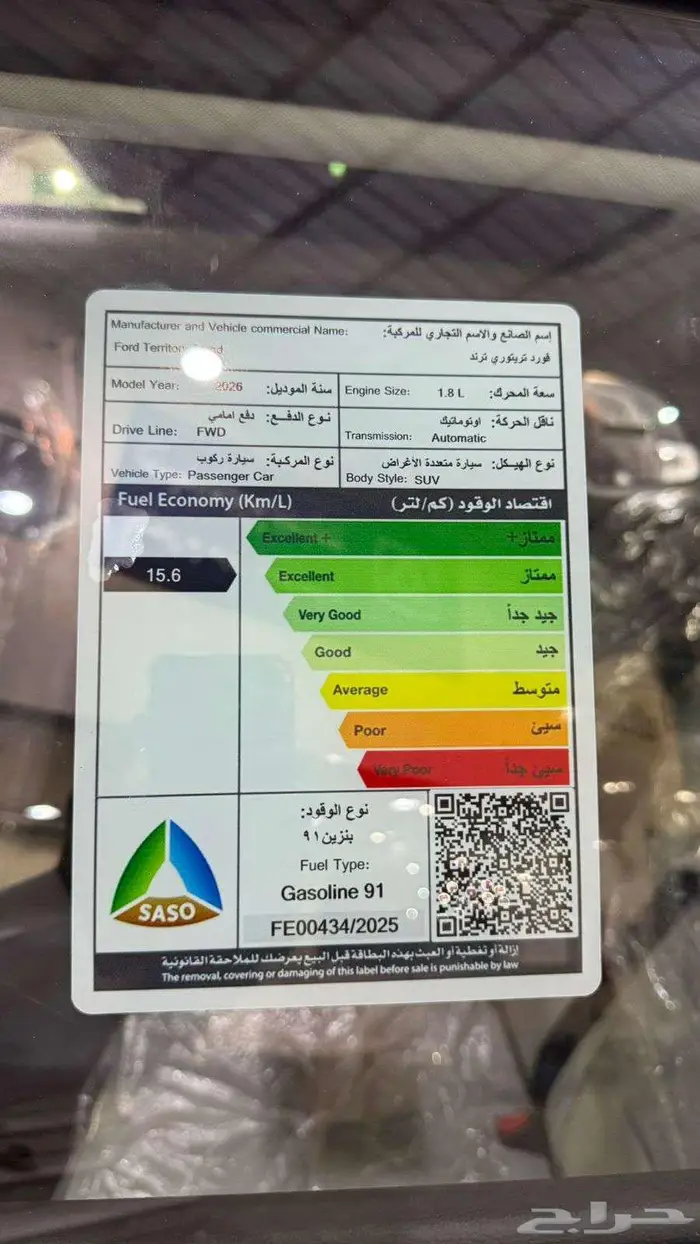 Manufacturer and Vehicle commercial Name: إسم الصانع والاسم التجاري للمركبة:
Ford
فورد تريتوري ترند
Model Year: 2026 سنة الموديل:
Engine Size: 1.8 L سعة المحرك:
نوع الدفع: دفع امامي
Drive Line: FWD
ناقل الحركة: اوتوماتيك
Transmission: Automatic
نوع المركبة: سيارة ركوب
Vehicle Type: Passenger Car
نوع الهيكل: سيارة متعددة الأغراض
Body Style: SUV
Fuel Economy (Km/L) اقتصاد الوقود (كم/لتر)
Excellent + ممتاز+
15.6
Excellent ممتاز
Very Good جيد جداً
Good جيد
Average متوسط
Poor سيئ
Very Poor سيئ جداً
نوع الوقود:
بنزين ٩١
Fuel Type:
Gasoline 91
FE00434/2025
SASO
إزالة أو تغطية أو العبث بهذه البطاقة قبل البيع يعرضك للملاحقة القانونية
The removal, covering or damaging of this label before sale is punishable by law
حراج